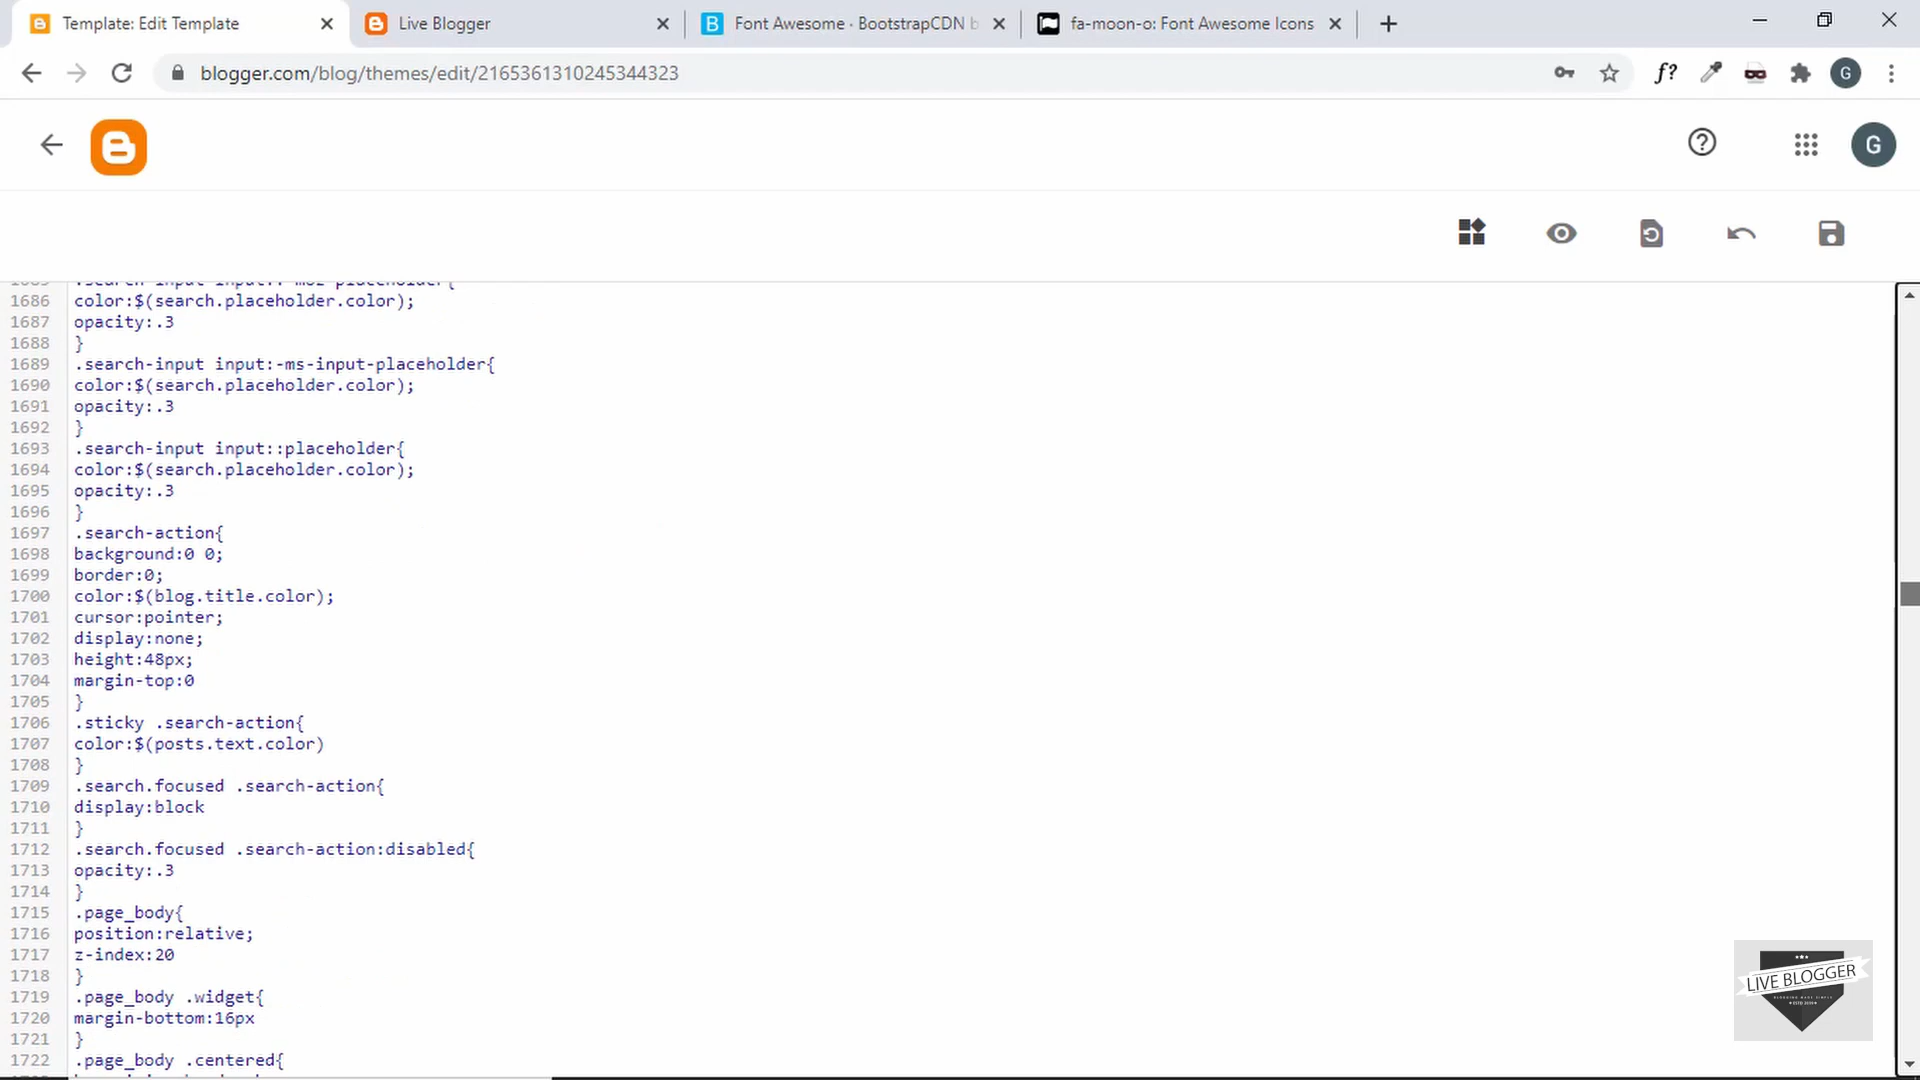 Template: Edit Template
Live Blogger
Font Awesome · BootstrapCDN b
fa-moon-o: Font Awesome Icons
blogger.com/blog/themes/edit/2165361310245344323
f?
G
G
1686 color:$(search.placeholder.color);
1687 opacity:.3
1688 }
1689 .search-input input:-ms-input-placeholder{
1690 color:$(search.placeholder.color);
1691 opacity:.3
1692 }
1693 .search-input input::placeholder{
1694 color:$(search.placeholder.color);
1695 opacity:.3
1696 }
1697 .search-action{
1698 background:0 0;
1699 border:0;
1700 color:$(blog.title.color);
1701 cursor:pointer;
1702 display:none;
1703 height:48px;
1704 margin-top:0
1705 }
1706 .sticky .search-action{
1707 color:$(posts.text.color)
1708 }
1709 .search.focused .search-action{
1710 display:block
1711 }
1712 .search.focused .search-action:disabled{
1713 opacity:.3
1714 }
1715 .page_body{
1716 position:relative;
1717 z-index:20
1718 }
1719 .page_body .widget{
1720 margin-bottom:16px
1721 }
1722 .page_body .centered{
LIVE BLOGGER